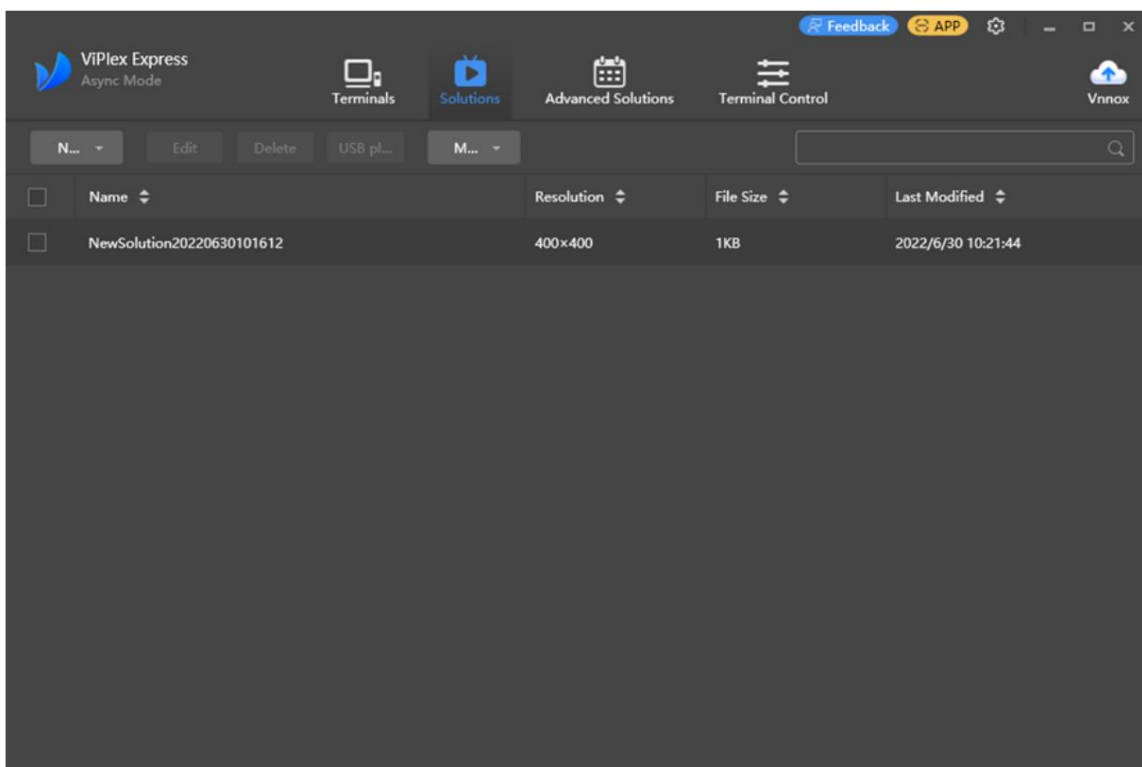 Feedback APP
ViPlex Express
Async Mode
Terminals Solutions Advanced Solutions Terminal Control Vnnox
N... Edit Delete USB pl... M...
Name Resolution File Size Last Modified
NewSolution20220630101612 400×400 1KB 2022/6/30 10:21:44